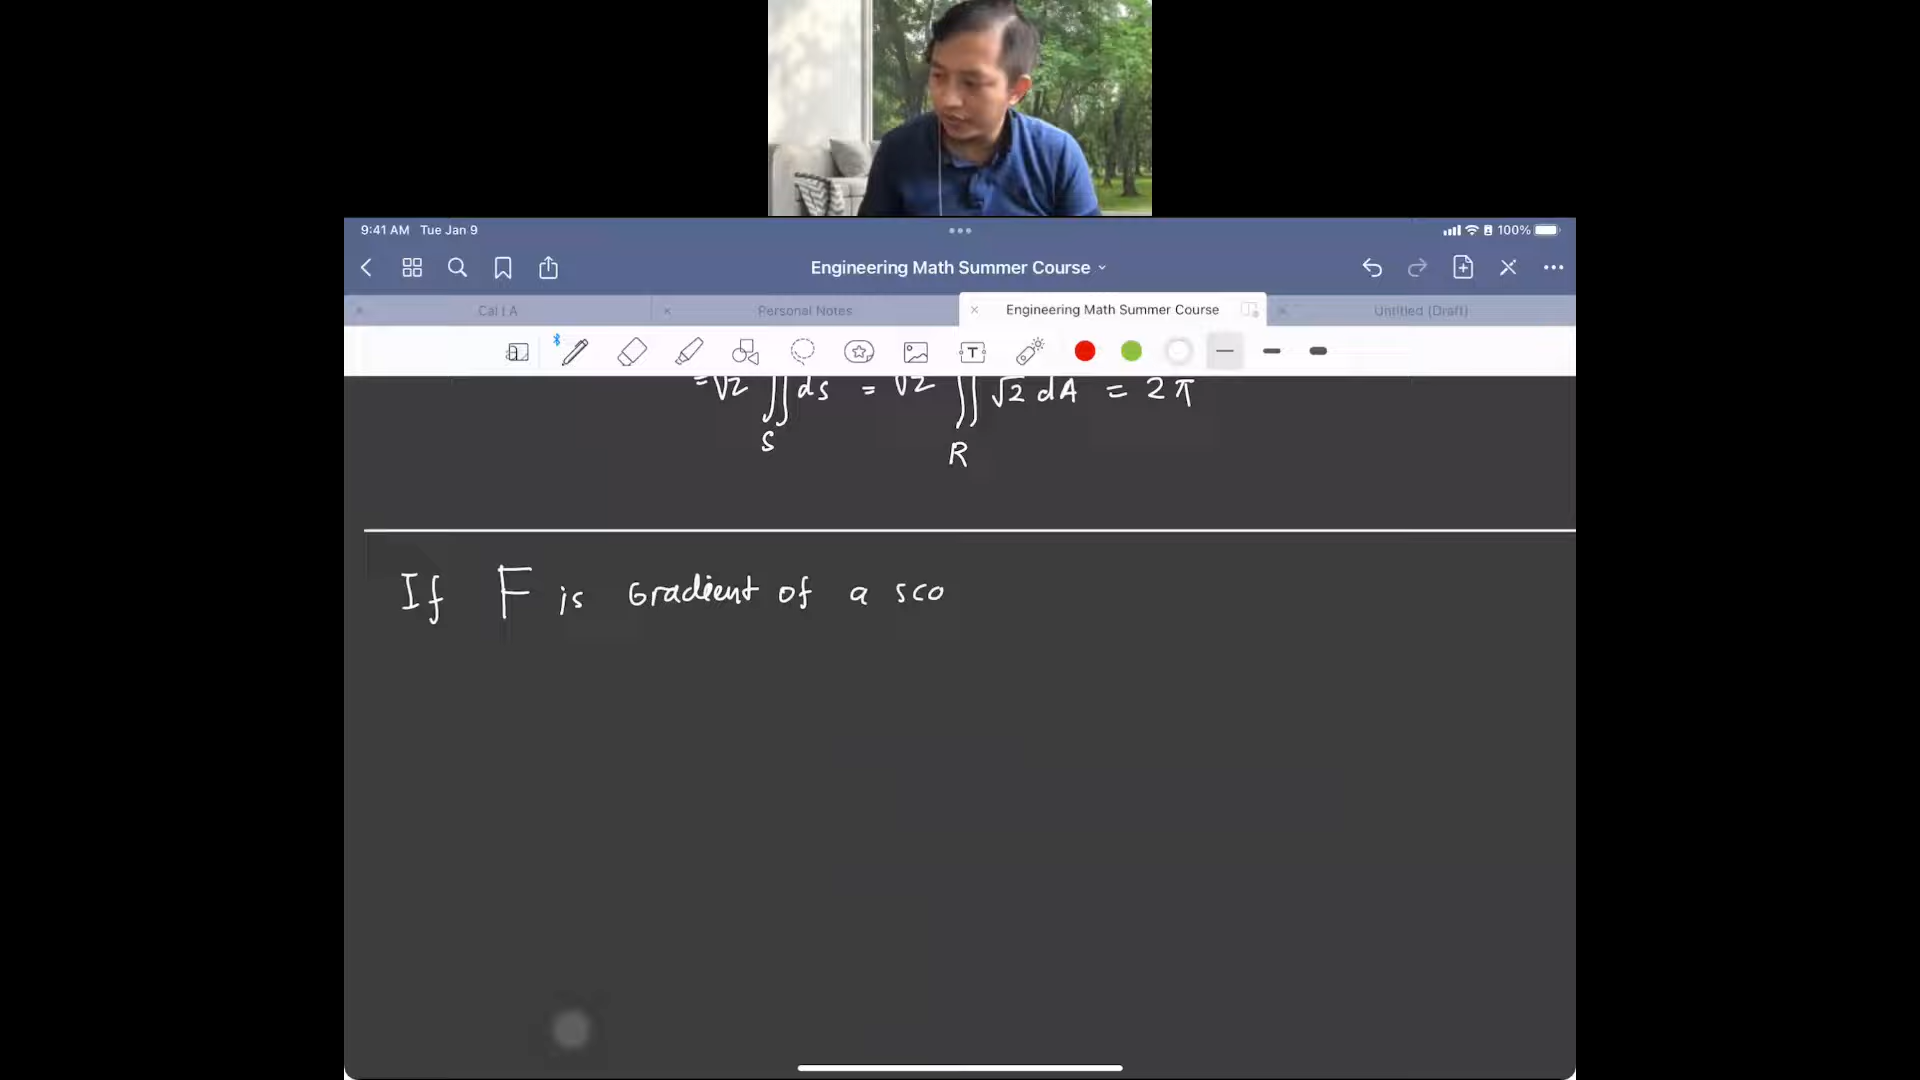 9:41 AM Tue Jan 9
100%
Engineering Math Summer Course
Cal I A
Personal Notes
Engineering Math Summer Course
Untitled (Draft)
=√2 ∬ ds = √2 ∬ √2 dA = 2π
S R
If F is Gradient of a sca